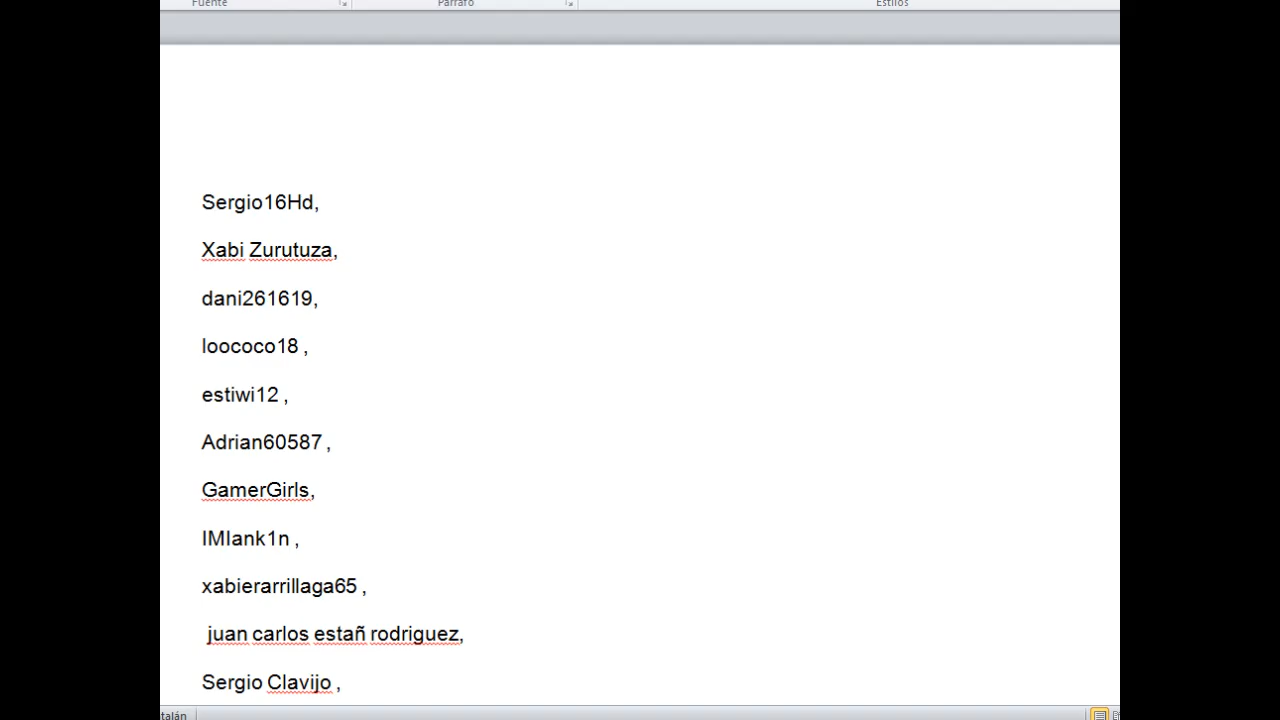 Fuente Párrafo Estilos
Sergio16Hd,
Xabi Zurutuza,
dani261619,
loococo18 ,
estiwi12 ,
Adrian60587 ,
GamerGirls,
IMIank1n ,
xabierarrillaga65 ,
juan carlos estañ rodriguez,
Sergio Clavijo ,
talán